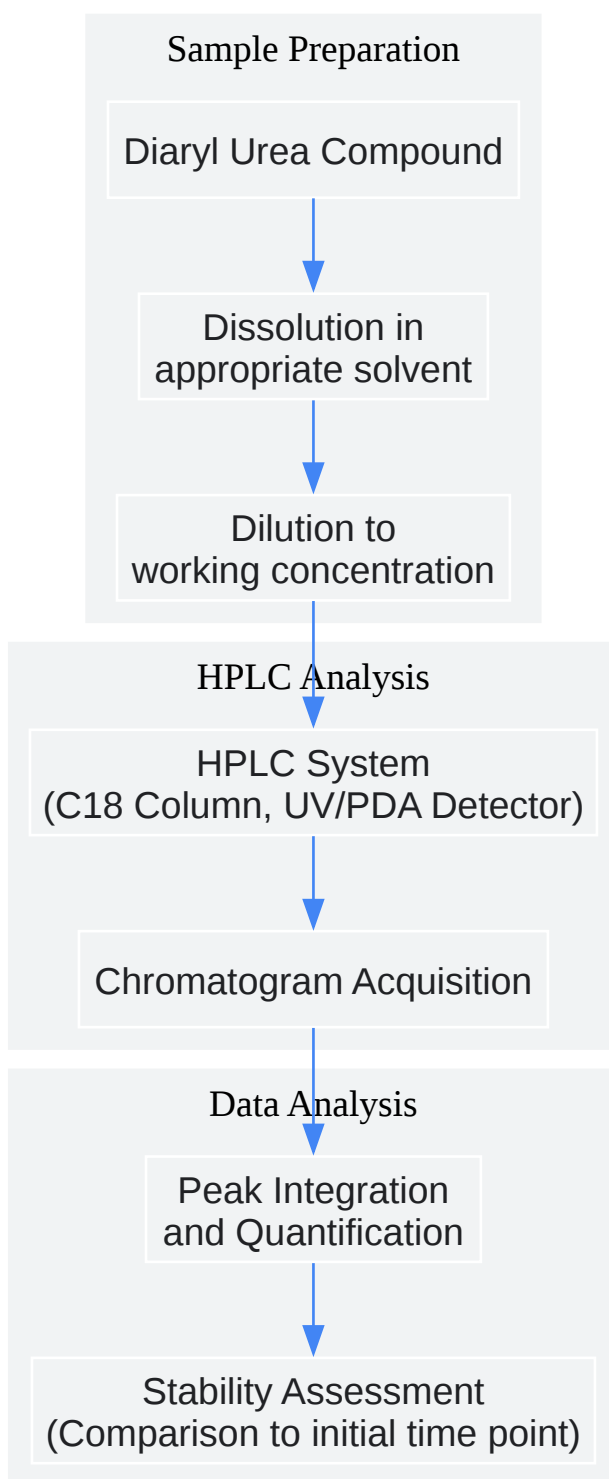 Sample Preparation
Diaryl Urea Compound
Dissolution in
appropriate solvent
Dilution to
working concentration
HPLC Analysis
HPLC System
(C18 Column, UV/PDA Detector)
Chromatogram Acquisition
Data Analysis
Peak Integration
and Quantification
Stability Assessment
(Comparison to initial time point)